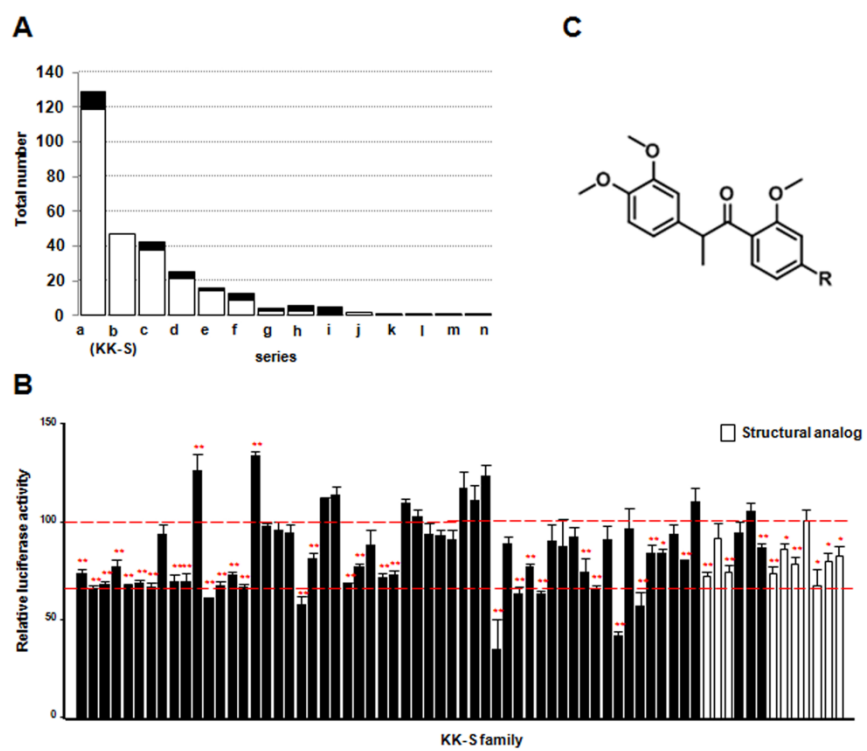 A
C
140
120
100
80
60
40
20
0
Total number
a b c d e f g h i j k l m n
(KK-S)
series
O
O
O
O
R
B
150
100
50
0
Relative luciferase activity
Structural analog
** ** ** ** ** ** ** ** ** ** ** ** ** ** ** ** ** ** ** ** ** ** ** ** ** ** ** ** ** ** ** * ** ** ** ** ** * ** * * *
KK-S family